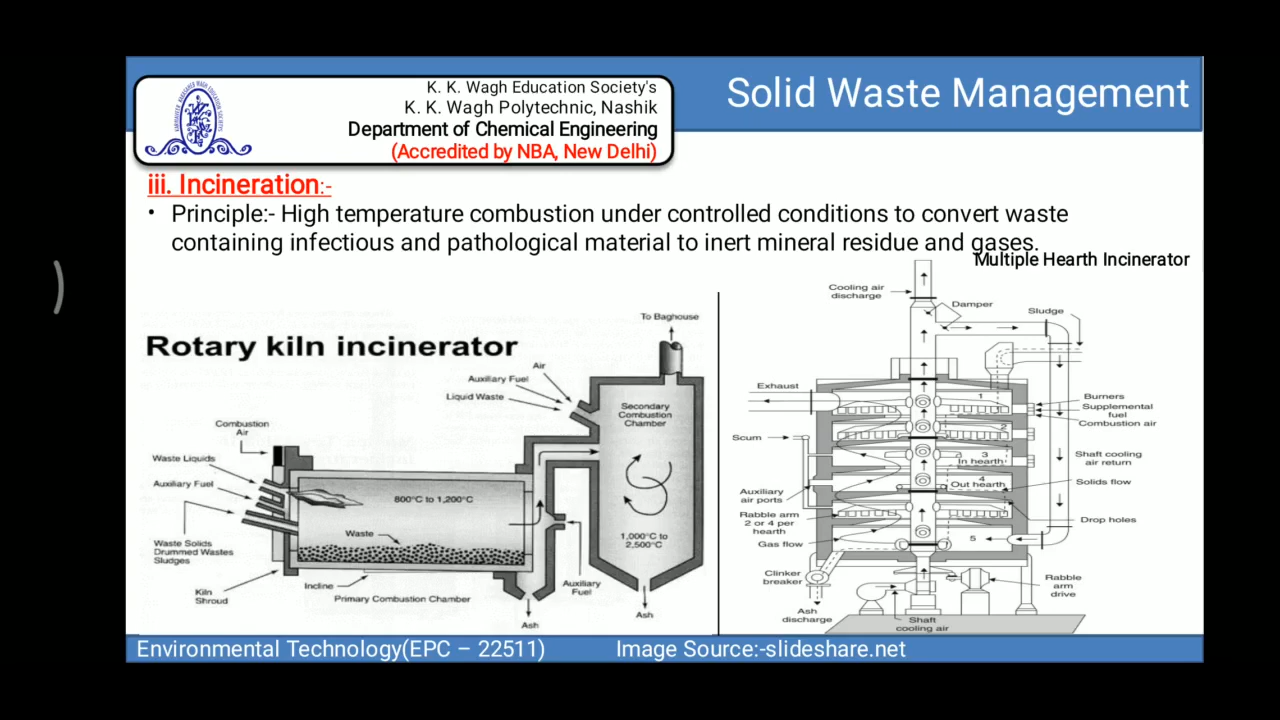 K. K. Wagh Education Society's
K. K. Wagh Polytechnic, Nashik
Department of Chemical Engineering
(Accredited by NBA, New Delhi)
Solid Waste Management
iii. Incineration:-
• Principle:- High temperature combustion under controlled conditions to convert waste
containing infectious and pathological material to inert mineral residue and gases.
Rotary kiln incinerator
To Baghouse
Air
Auxiliary Fuel
Liquid Waste
Secondary
Combustion
Chamber
Combustion
Air
Waste Liquids
Auxiliary Fuel
800°C to 1,200°C
Waste
1,000°C to
2,500°C
Waste Solids
Drummed Wastes
Sludges
Incline
Kiln
Shroud
Primary Combustion Chamber
Auxiliary
Fuel
Ash
Ash
Multiple Hearth Incinerator
Cooling air
discharge
Damper
Sludge
Exhaust
1
Burners
Supplemental
fuel
Combustion air
2
Scum
3
In hearth
Shaft cooling
air return
4
Out hearth
Solids flow
Auxiliary
air ports
Rabble arm
2 or 4 per
hearth
Drop holes
Gas flow
5
Clinker
breaker
Rabble
arm
drive
Ash
discharge
Shaft
cooling air
Environmental Technology(EPC – 22511)
Image Source:-slideshare.net